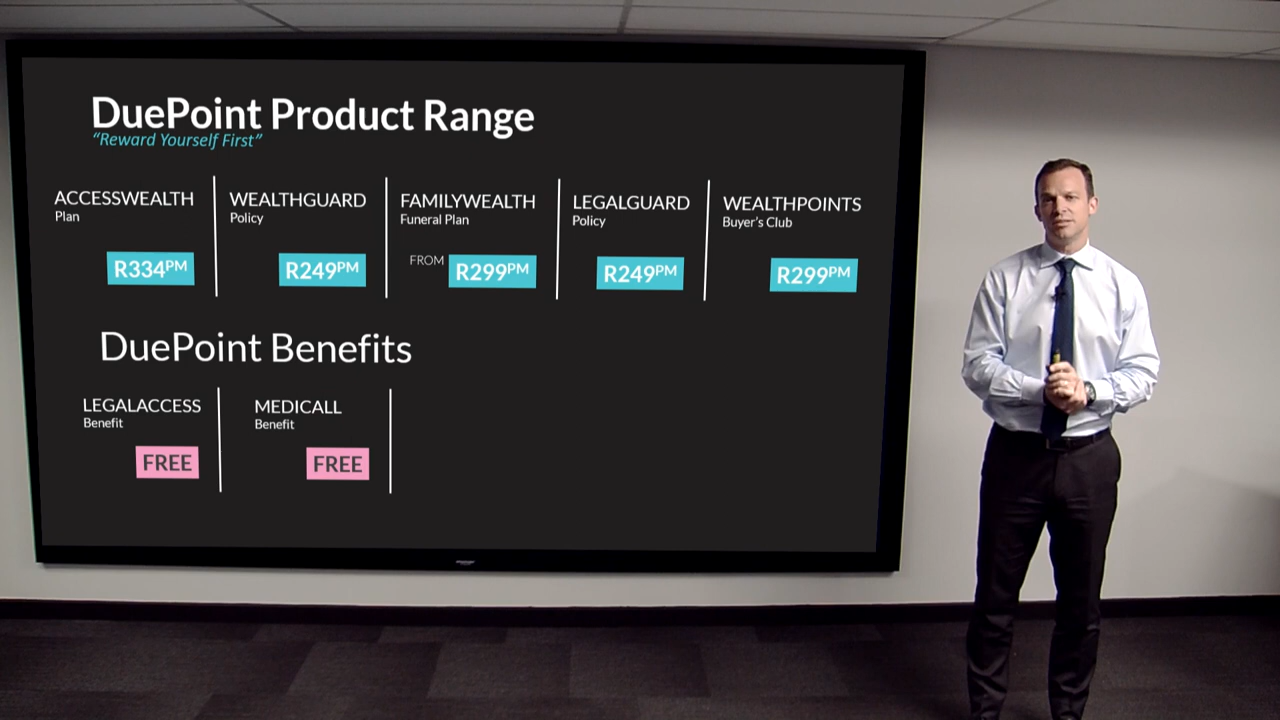 DuePoint Product Range
“Reward Yourself First”
ACCESSWEALTH
Plan
R334PM
WEALTHGUARD
Policy
R249PM
FAMILYWEALTH
Funeral Plan
FROM R299PM
LEGALGUARD
Policy
R249PM
WEALTHPOINTS
Buyer's Club
R299PM
DuePoint Benefits
LEGALACCESS
Benefit
FREE
MEDICALL
Benefit
FREE